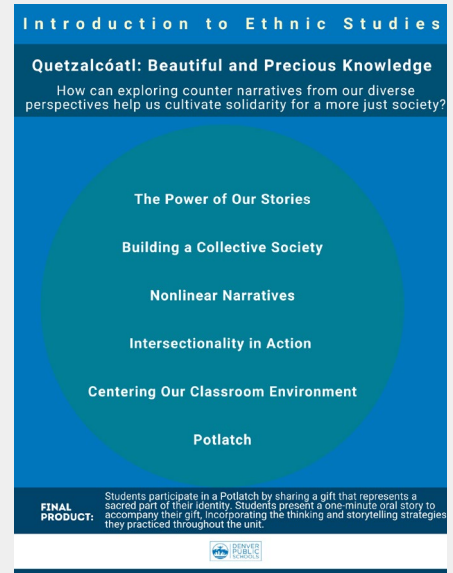 Introduction to Ethnic Studies
Quetzalcóatl: Beautiful and Precious Knowledge
How can exploring counter narratives from our diverse
perspectives help us cultivate solidarity for a more just society?
The Power of Our Stories
Building a Collective Society
Nonlinear Narratives
Intersectionality in Action
Centering Our Classroom Environment
Potlatch
FINAL
PRODUCT:
Students participate in a Potlatch by sharing a gift that represents a
sacred part of their identity. Students present a one-minute oral story to
accompany their gift, Incorporating the thinking and storytelling strategies
they practiced throughout the unit.
DENVER
PUBLIC
SCHOOLS